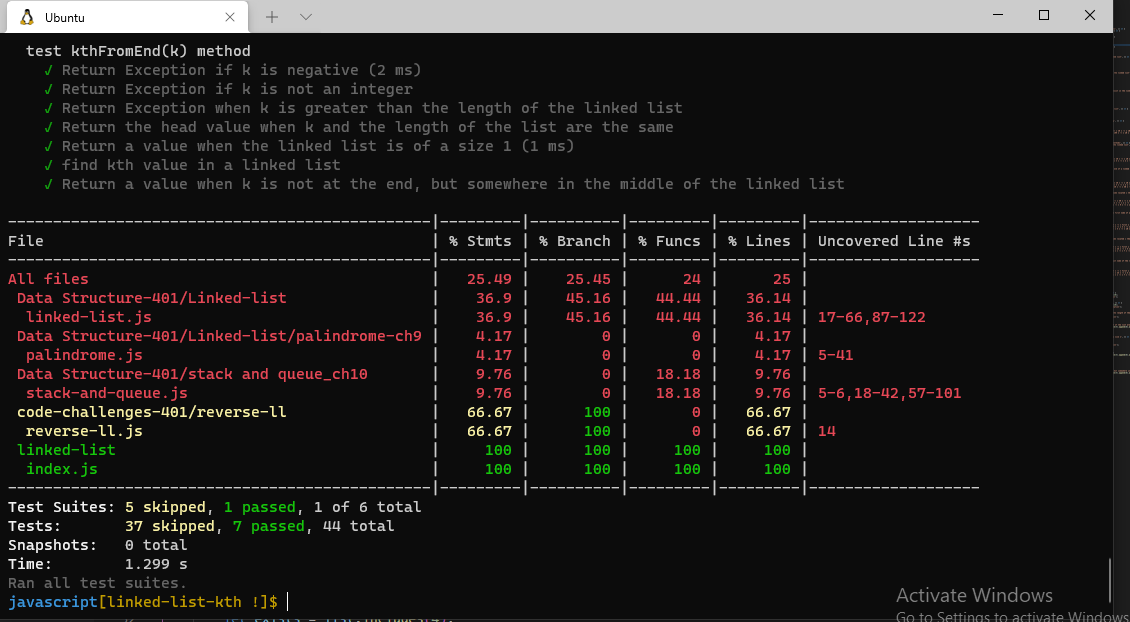 Ubuntu
test kthFromEnd(k) method
√ Return Exception if k is negative (2 ms)
√ Return Exception if k is not an integer
√ Return Exception when k is greater than the length of the linked list
√ Return the head value when k and the length of the list are the same
√ Return a value when the linked list is of a size 1 (1 ms)
√ find kth value in a linked list
√ Return a value when k is not at the end, but somewhere in the middle of the linked list
-----------------------------------------------|---------|----------|---------|---------|-------------------
File | % Stmts | % Branch | % Funcs | % Lines | Uncovered Line #s
-----------------------------------------------|---------|----------|---------|---------|-------------------
All files | 25.49 | 25.45 | 24 | 25 |
Data Structure-401/Linked-list | 36.9 | 45.16 | 44.44 | 36.14 |
linked-list.js | 36.9 | 45.16 | 44.44 | 36.14 | 17-66,87-122
Data Structure-401/Linked-list/palindrome-ch9 | 4.17 | 0 | 0 | 4.17 |
palindrome.js | 4.17 | 0 | 0 | 4.17 | 5-41
Data Structure-401/stack and queue_ch10 | 9.76 | 0 | 18.18 | 9.76 |
stack-and-queue.js | 9.76 | 0 | 18.18 | 9.76 | 5-6,18-42,57-101
code-challenges-401/reverse-ll | 66.67 | 100 | 0 | 66.67 |
reverse-ll.js | 66.67 | 100 | 0 | 66.67 | 14
linked-list | 100 | 100 | 100 | 100 |
index.js | 100 | 100 | 100 | 100 |
-----------------------------------------------|---------|----------|---------|---------|-------------------
Test Suites: 5 skipped, 1 passed, 1 of 6 total
Tests: 37 skipped, 7 passed, 44 total
Snapshots: 0 total
Time: 1.299 s
Ran all test suites.
javascript[linked-list-kth !]$
Activate Windows
Go to Settings to activate Windows